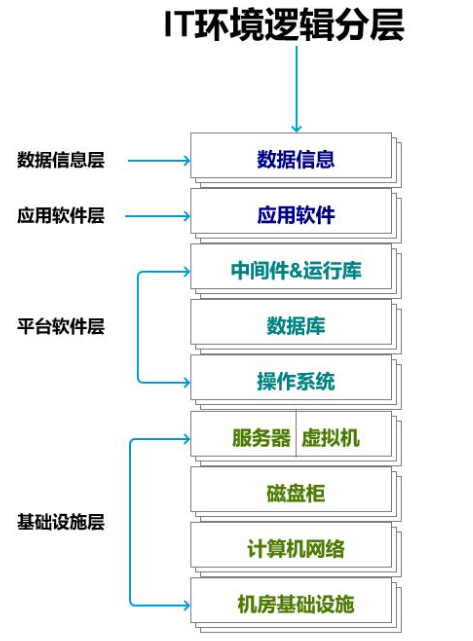 IT环境逻辑分层
数据信息层
数据信息
应用软件层
应用软件
中间件&运行库
平台软件层
数据库
操作系统
服务器 虚拟机
磁盘柜
基础设施层
计算机网络
机房基础设施